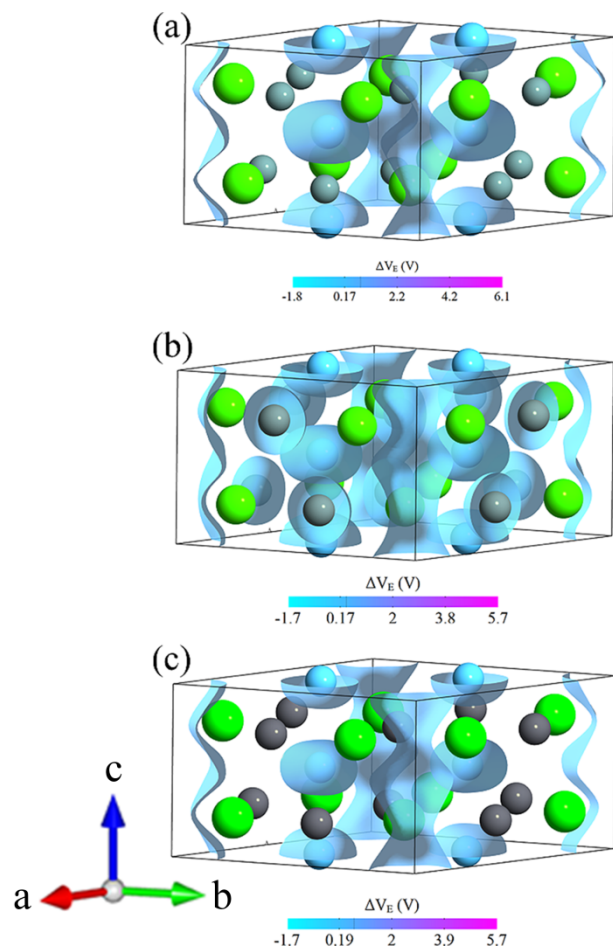 (a)
ΔV_E (V)
-1.8 0.17 2.2 4.2 6.1
(b)
ΔV_E (V)
-1.7 0.17 2 3.8 5.7
(c)
c
a b
ΔV_E (V)
-1.7 0.19 2 3.9 5.7